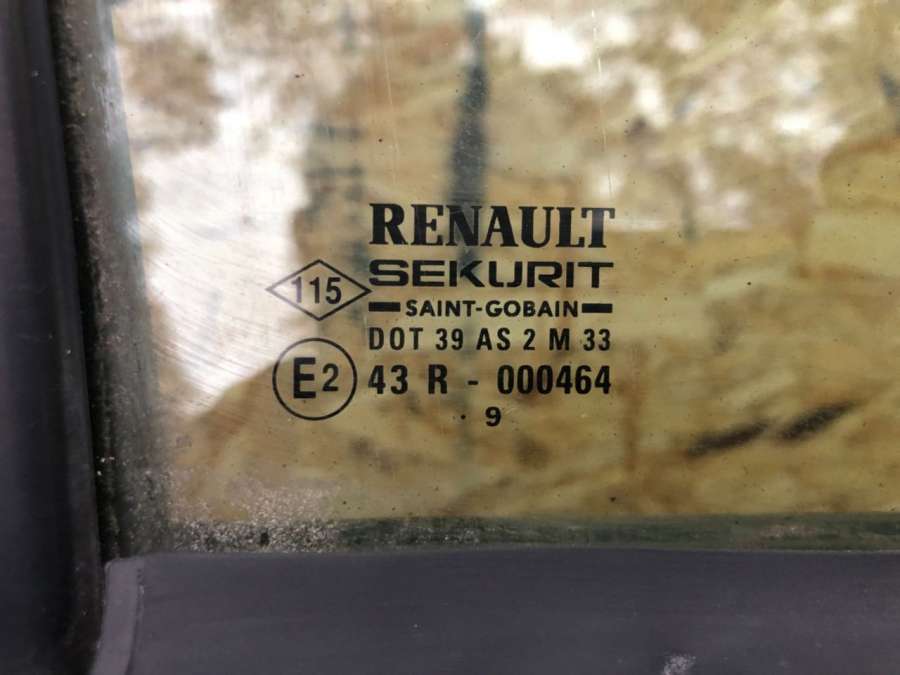 RENAULT
SEKURIT
115
SAINT-GOBAIN
DOT 39 AS 2 M 33
E2 43 R - 000464
. 9